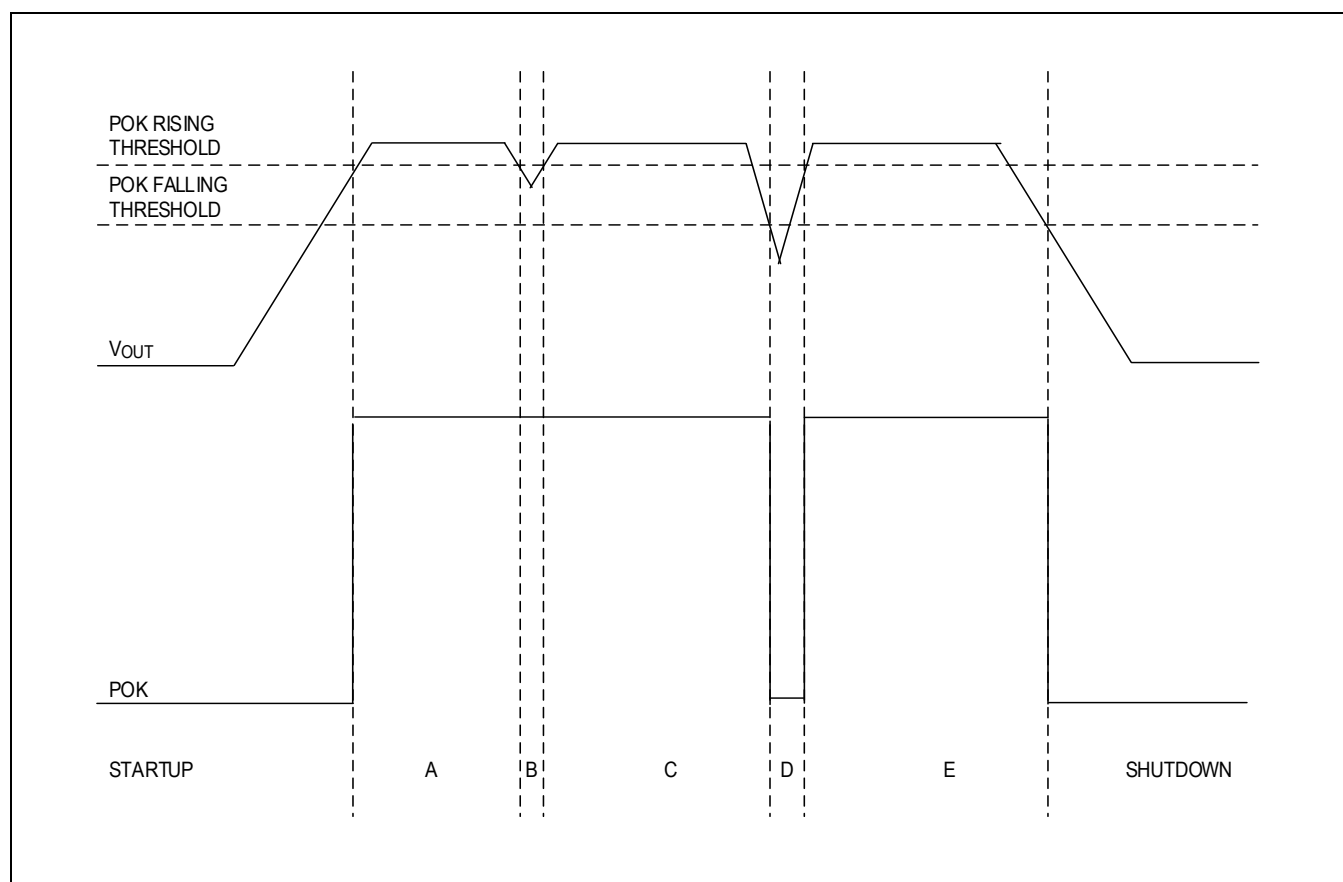 POK RISING
THRESHOLD
POK FALLING
THRESHOLD
VOUT
POK
STARTUP
A
B
C
D
E
SHUTDOWN